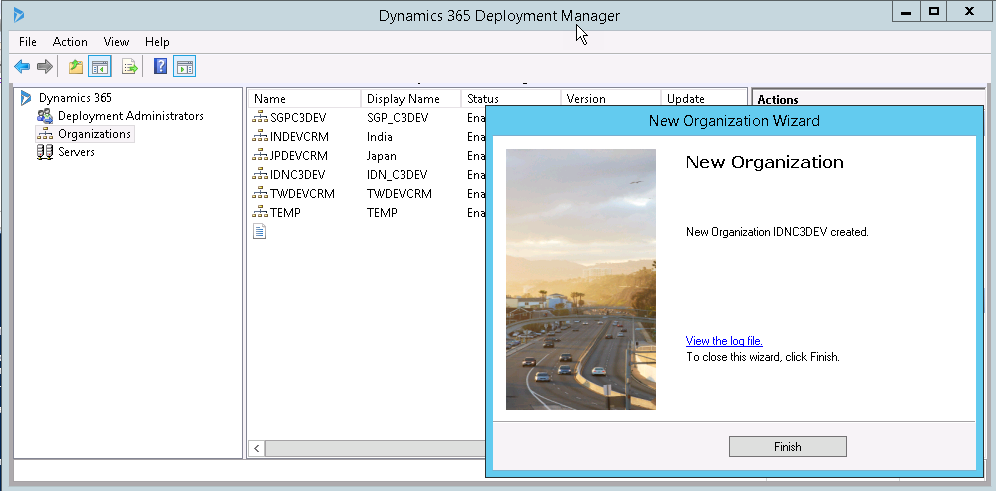 Dynamics 365 Deployment Manager
File Action View Help
Dynamics 365
Deployment Administrators
Organizations
Servers
Name Display Name Status Version Update
SGPC3DEV SGP_C3DEV Ena
INDEVCRM India Ena
JPDEVCRM Japan Ena
IDNC3DEV IDN_C3DEV Ena
TWDEVCRM TWDEVCRM Ena
TEMP TEMP Ena
Actions
New Organization Wizard
New Organization
New Organization IDNC3DEV created.
View the log file.
To close this wizard, click Finish.
Finish